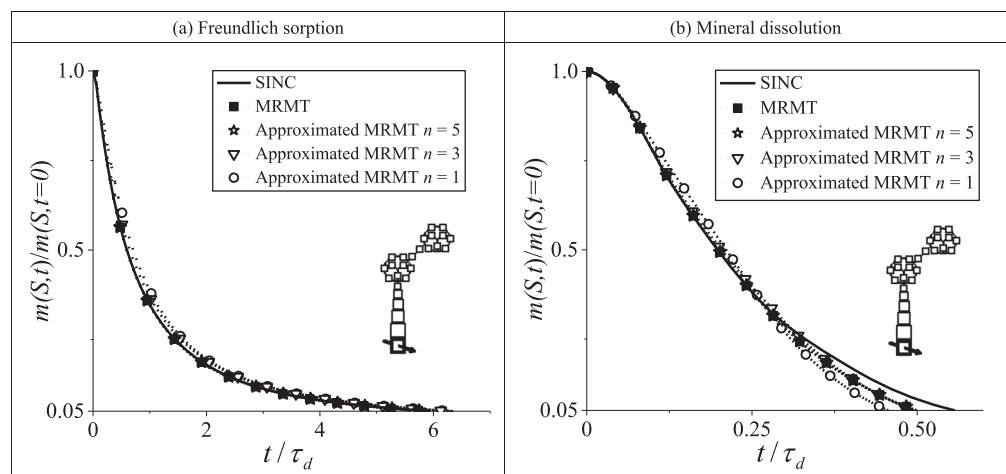 (a) Freundlich sorption
(b) Mineral dissolution
1.0
0.5
0.05
m(S,t)/m(S,t=0)
SINC
MRMT
Approximated MRMT n = 5
Approximated MRMT n = 3
Approximated MRMT n = 1
0
2
4
6
t / τ_d
1.0
0.5
0.05
m(S,t)/m(S,t=0)
SINC
MRMT
Approximated MRMT n = 5
Approximated MRMT n = 3
Approximated MRMT n = 1
0
0.25
0.50
t / τ_d